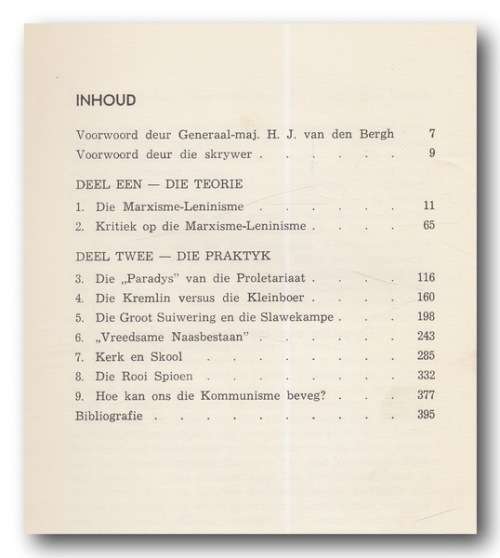 INHOUD
Voorwoord deur Generaal-maj. H. J. van den Bergh 7
Voorwoord deur die skrywer . . . . . . 9
DEEL EEN — DIE TEORIE
1. Die Marxisme-Leninisme . . . . . . 11
2. Kritiek op die Marxisme-Leninisme . . . . 65
DEEL TWEE — DIE PRAKTYK
3. Die „Paradys” van die Proletariaat . . . . 116
4. Die Kremlin versus die Kleinboer . . . . 160
5. Die Groot Suiwering en die Slawekampe . . . 198
6. „Vreedsame Naasbestaan” . . . . . . 243
7. Kerk en Skool . . . . . . . 285
8. Die Rooi Spioen . . . . . . . 332
9. Hoe kan ons die Kommunisme beveg? . . . 377
Bibliografie . . . . . . . . . 395